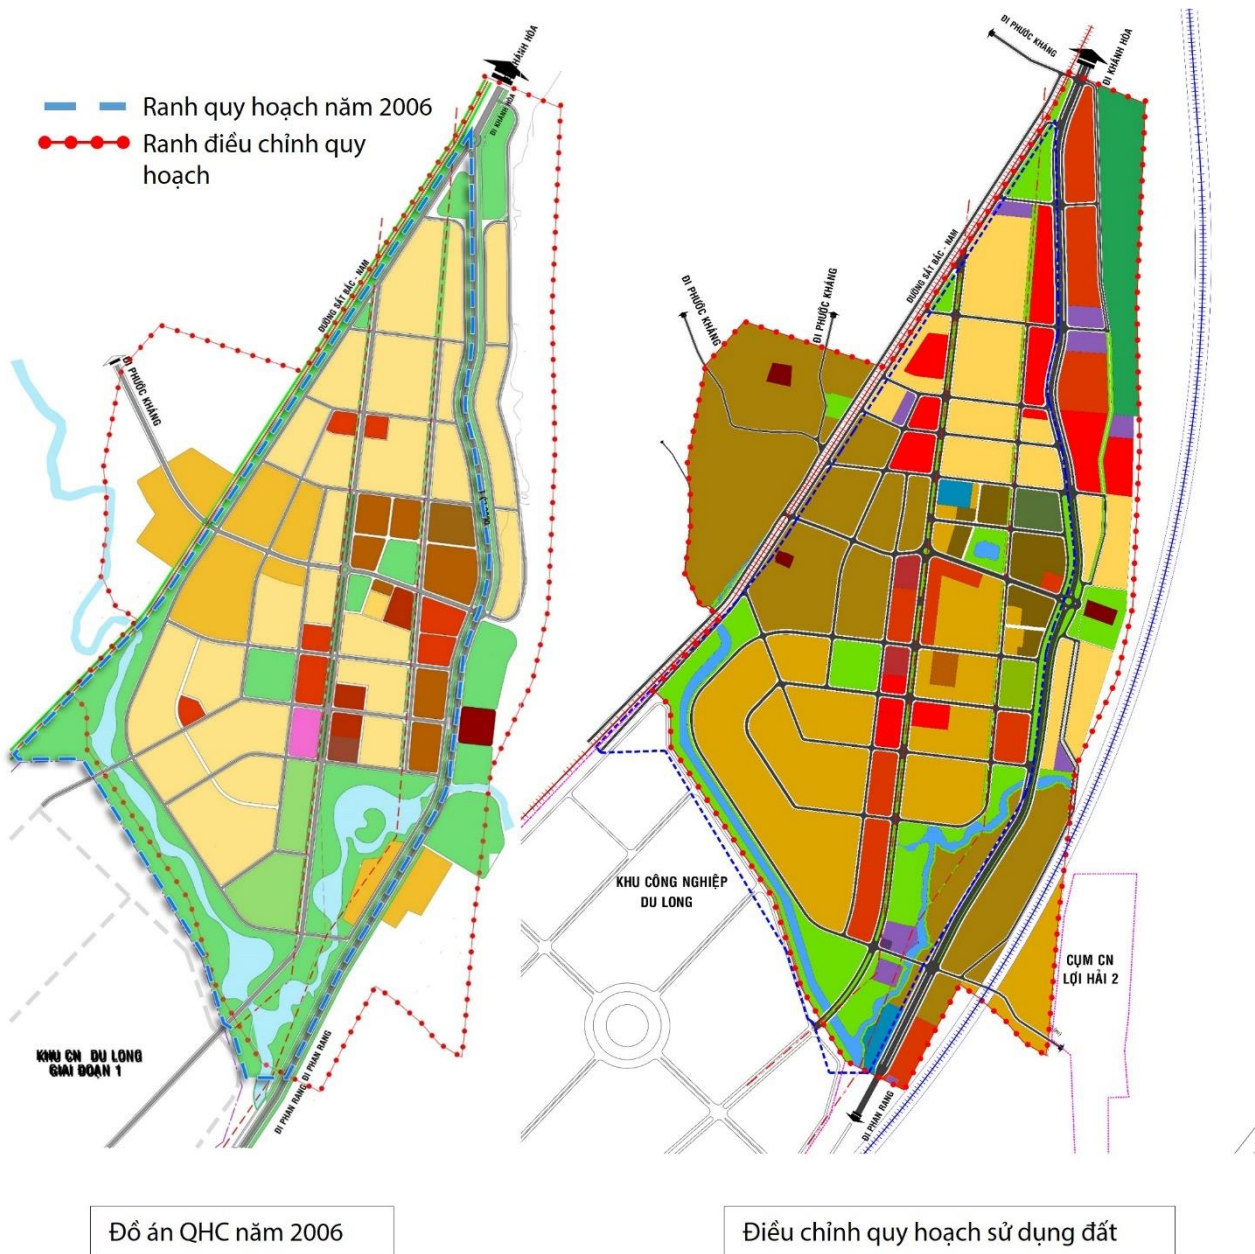 Ranh quy hoạch năm 2006
Ranh điều chỉnh quy
hoạch
ĐI KHÁNH HÒA
ĐƯỜNG SẮT BẮC - NAM
ĐI PHƯỚC KHÁNG
KHU CN DU LONG
GIAI ĐOẠN 1
ĐI PHAN RANG
ĐI PHAN RANG
Đồ án QHC năm 2006
ĐI PHƯỚC KHÁNG
ĐI KHÁNH HÒA
ĐƯỜNG SẮT BẮC - NAM
ĐI PHƯỚC KHÁNG
ĐI PHƯỚC KHÁNG
KHU CÔNG NGHIỆP
DU LONG
CỤM CN
LỢI HẢI 2
ĐI PHAN RANG
Điều chỉnh quy hoạch sử dụng đất